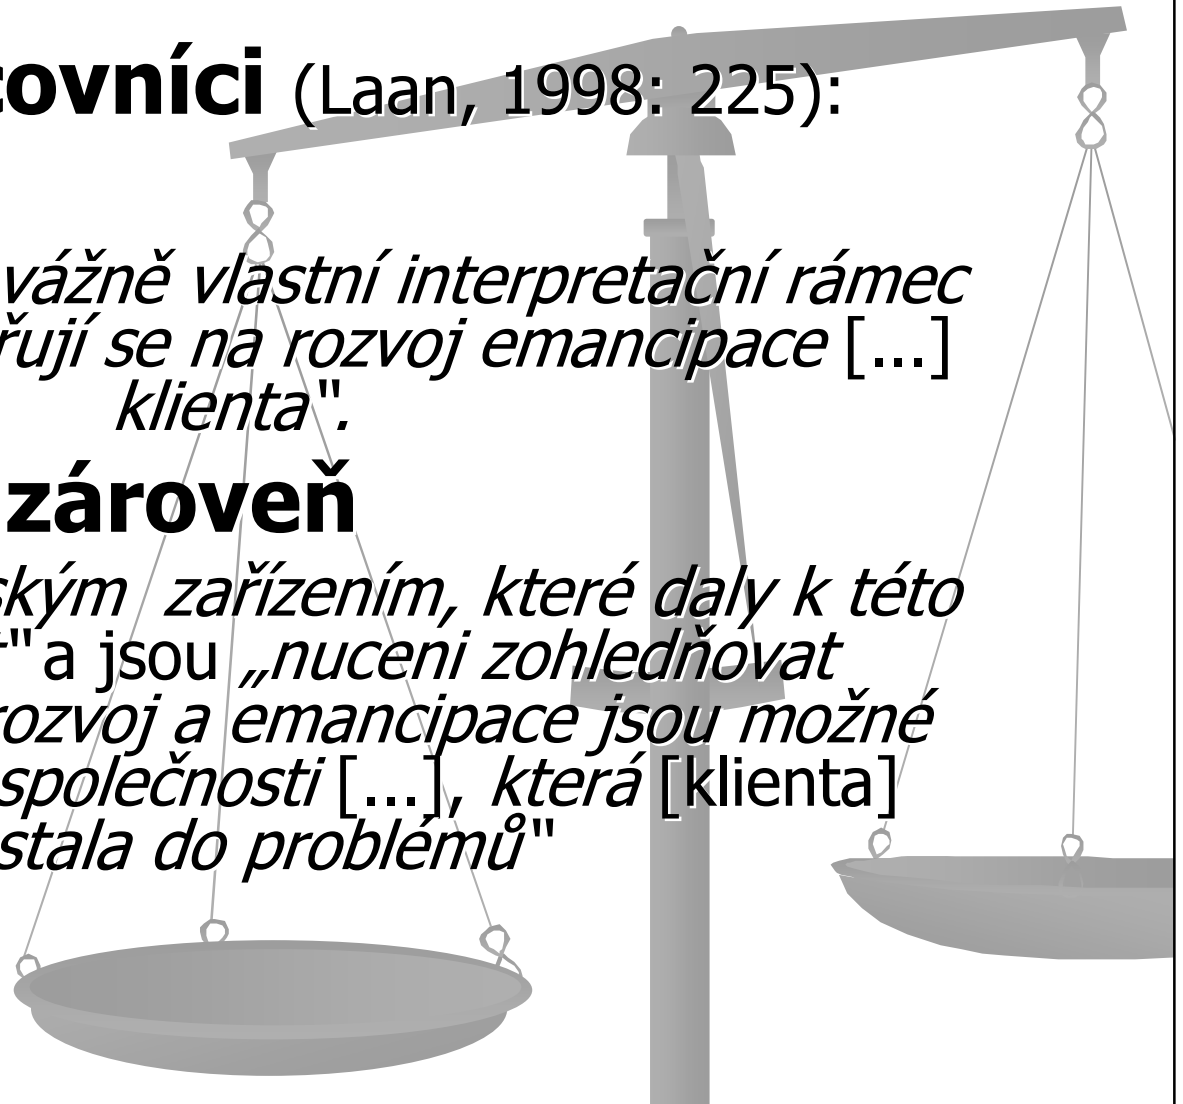 covníci (Laan, 1998: 225):
vážně vlastní interpretační rámec
řují se na rozvoj emancipace [...]
klienta".
zároveň
ským zařízením, které daly k této
" a jsou „nuceni zohledňovat
rozvoj a emancipace jsou možné
společnosti [...], která [klienta]
stala do problémů"